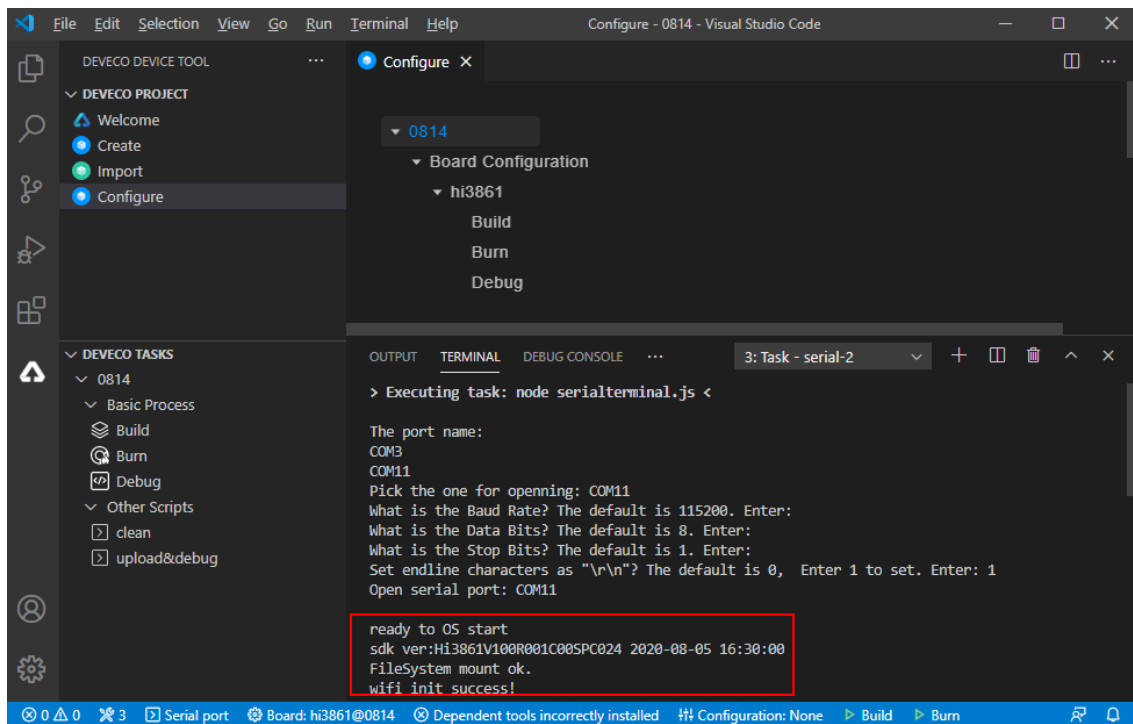 File Edit Selection View Go Run Terminal Help Configure - 0814 - Visual Studio Code
DEVECO DEVICE TOOL ...
DEVECO PROJECT
Welcome
Create
Import
Configure
Configure
0814
Board Configuration
hi3861
Build
Burn
Debug
DEVECO TASKS
0814
Basic Process
Build
Burn
Debug
Other Scripts
clean
upload&debug
OUTPUT TERMINAL DEBUG CONSOLE ... 3: Task - serial-2
> Executing task: node serialterminal.js <
The port name:
COM3
COM11
Pick the one for openning: COM11
What is the Baud Rate? The default is 115200. Enter:
What is the Data Bits? The default is 8. Enter:
What is the Stop Bits? The default is 1. Enter:
Set endline characters as "\r\n"? The default is 0, Enter 1 to set. Enter: 1
Open serial port: COM11
ready to OS start
sdk ver:Hi3861V100R001C00SPC024 2020-08-05 16:30:00
FileSystem mount ok.
wifi init success!
0 0 3 Serial port Board: hi3861@0814 Dependent tools incorrectly installed Configuration: None Build Burn